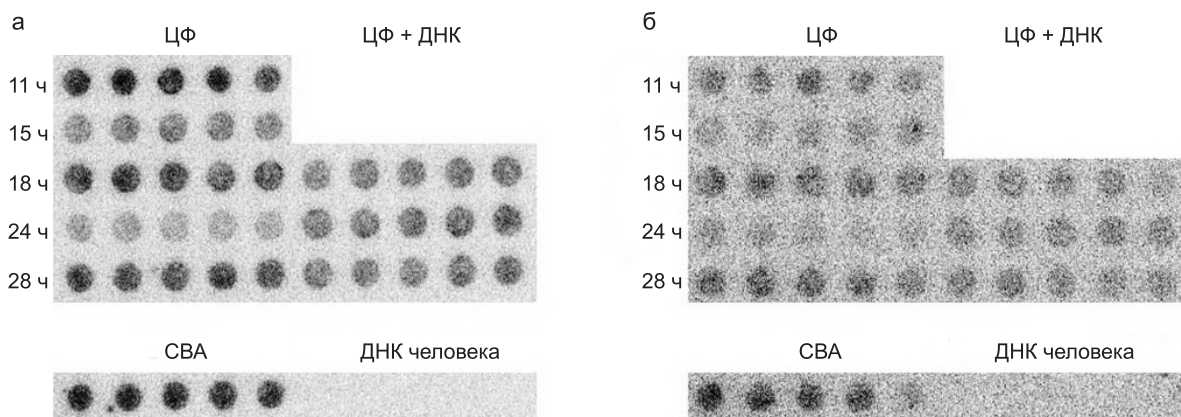 а
ЦФ ЦФ + ДНК
11 ч
15 ч
18 ч
24 ч
28 ч
СВА ДНК человека
б
ЦФ ЦФ + ДНК
11 ч
15 ч
18 ч
24 ч
28 ч
СВА ДНК человека